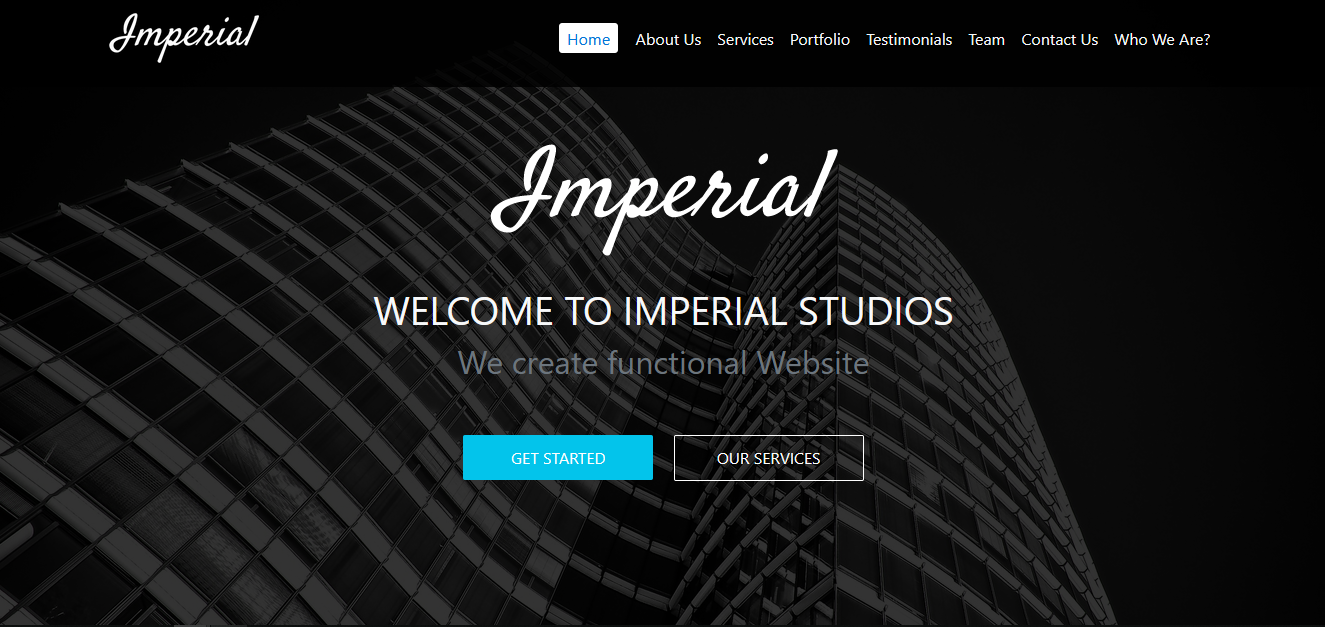 Imperial
Home About Us Services Portfolio Testimonials Team Contact Us Who We Are?
Imperial
WELCOME TO IMPERIAL STUDIOS
We create functional Website
GET STARTED OUR SERVICES